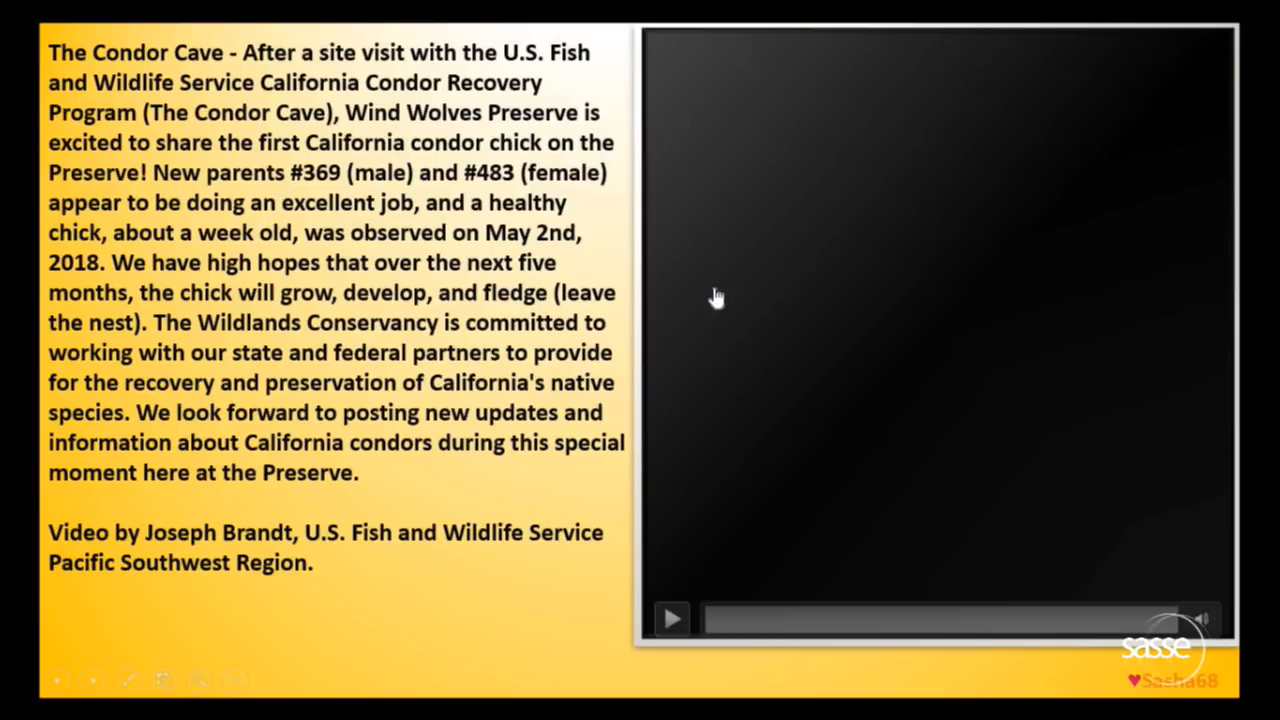 The Condor Cave - After a site visit with the U.S. Fish
and Wildlife Service California Condor Recovery
Program (The Condor Cave), Wind Wolves Preserve is
excited to share the first California condor chick on the
Preserve! New parents #369 (male) and #483 (female)
appear to be doing an excellent job, and a healthy
chick, about a week old, was observed on May 2nd,
2018. We have high hopes that over the next five
months, the chick will grow, develop, and fledge (leave
the nest). The Wildlands Conservancy is committed to
working with our state and federal partners to provide
for the recovery and preservation of California's native
species. We look forward to posting new updates and
information about California condors during this special
moment here at the Preserve.
Video by Joseph Brandt, U.S. Fish and Wildlife Service
Pacific Southwest Region.
sasse
♥Sasha68